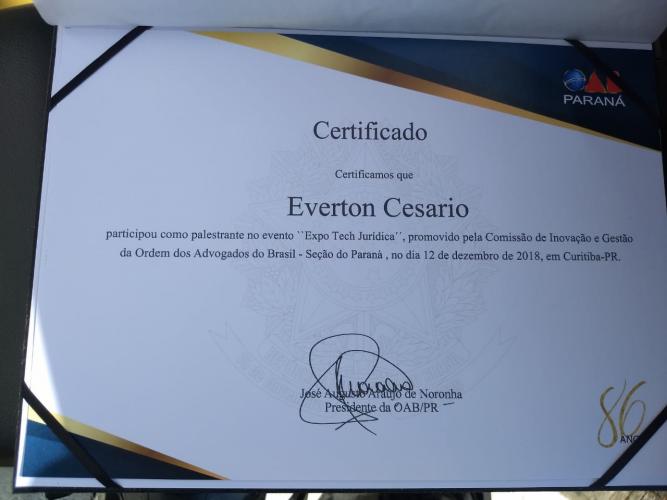 OAB
PARANÁ
Certificado
Certificamos que
Everton Cesario
participou como palestrante no evento ``Expo Tech Jurídica´´, promovido pela Comissão de Inovação e Gestão
da Ordem dos Advogados do Brasil - Seção do Paraná , no dia 12 de dezembro de 2018, em Curitiba-PR.
José Augusto Araújo de Noronha
Presidente da OAB/PR
86